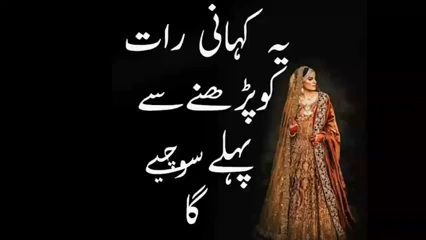 یہ کہانی رات
کو پڑھنے سے
پہلے سوچیے
گا